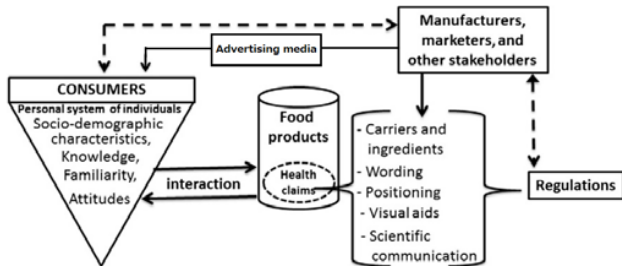 Manufacturers,
marketers, and
other stakeholders
Advertising media
CONSUMERS
Personal system of individuals
Socio-demographic
characteristics,
Knowledge,
Familiarity,
Attitudes
interaction
Food
products
Health
claims
- Carriers and
ingredients
- Wording
- Positioning
- Visual aids
- Scientific
communication
Regulations